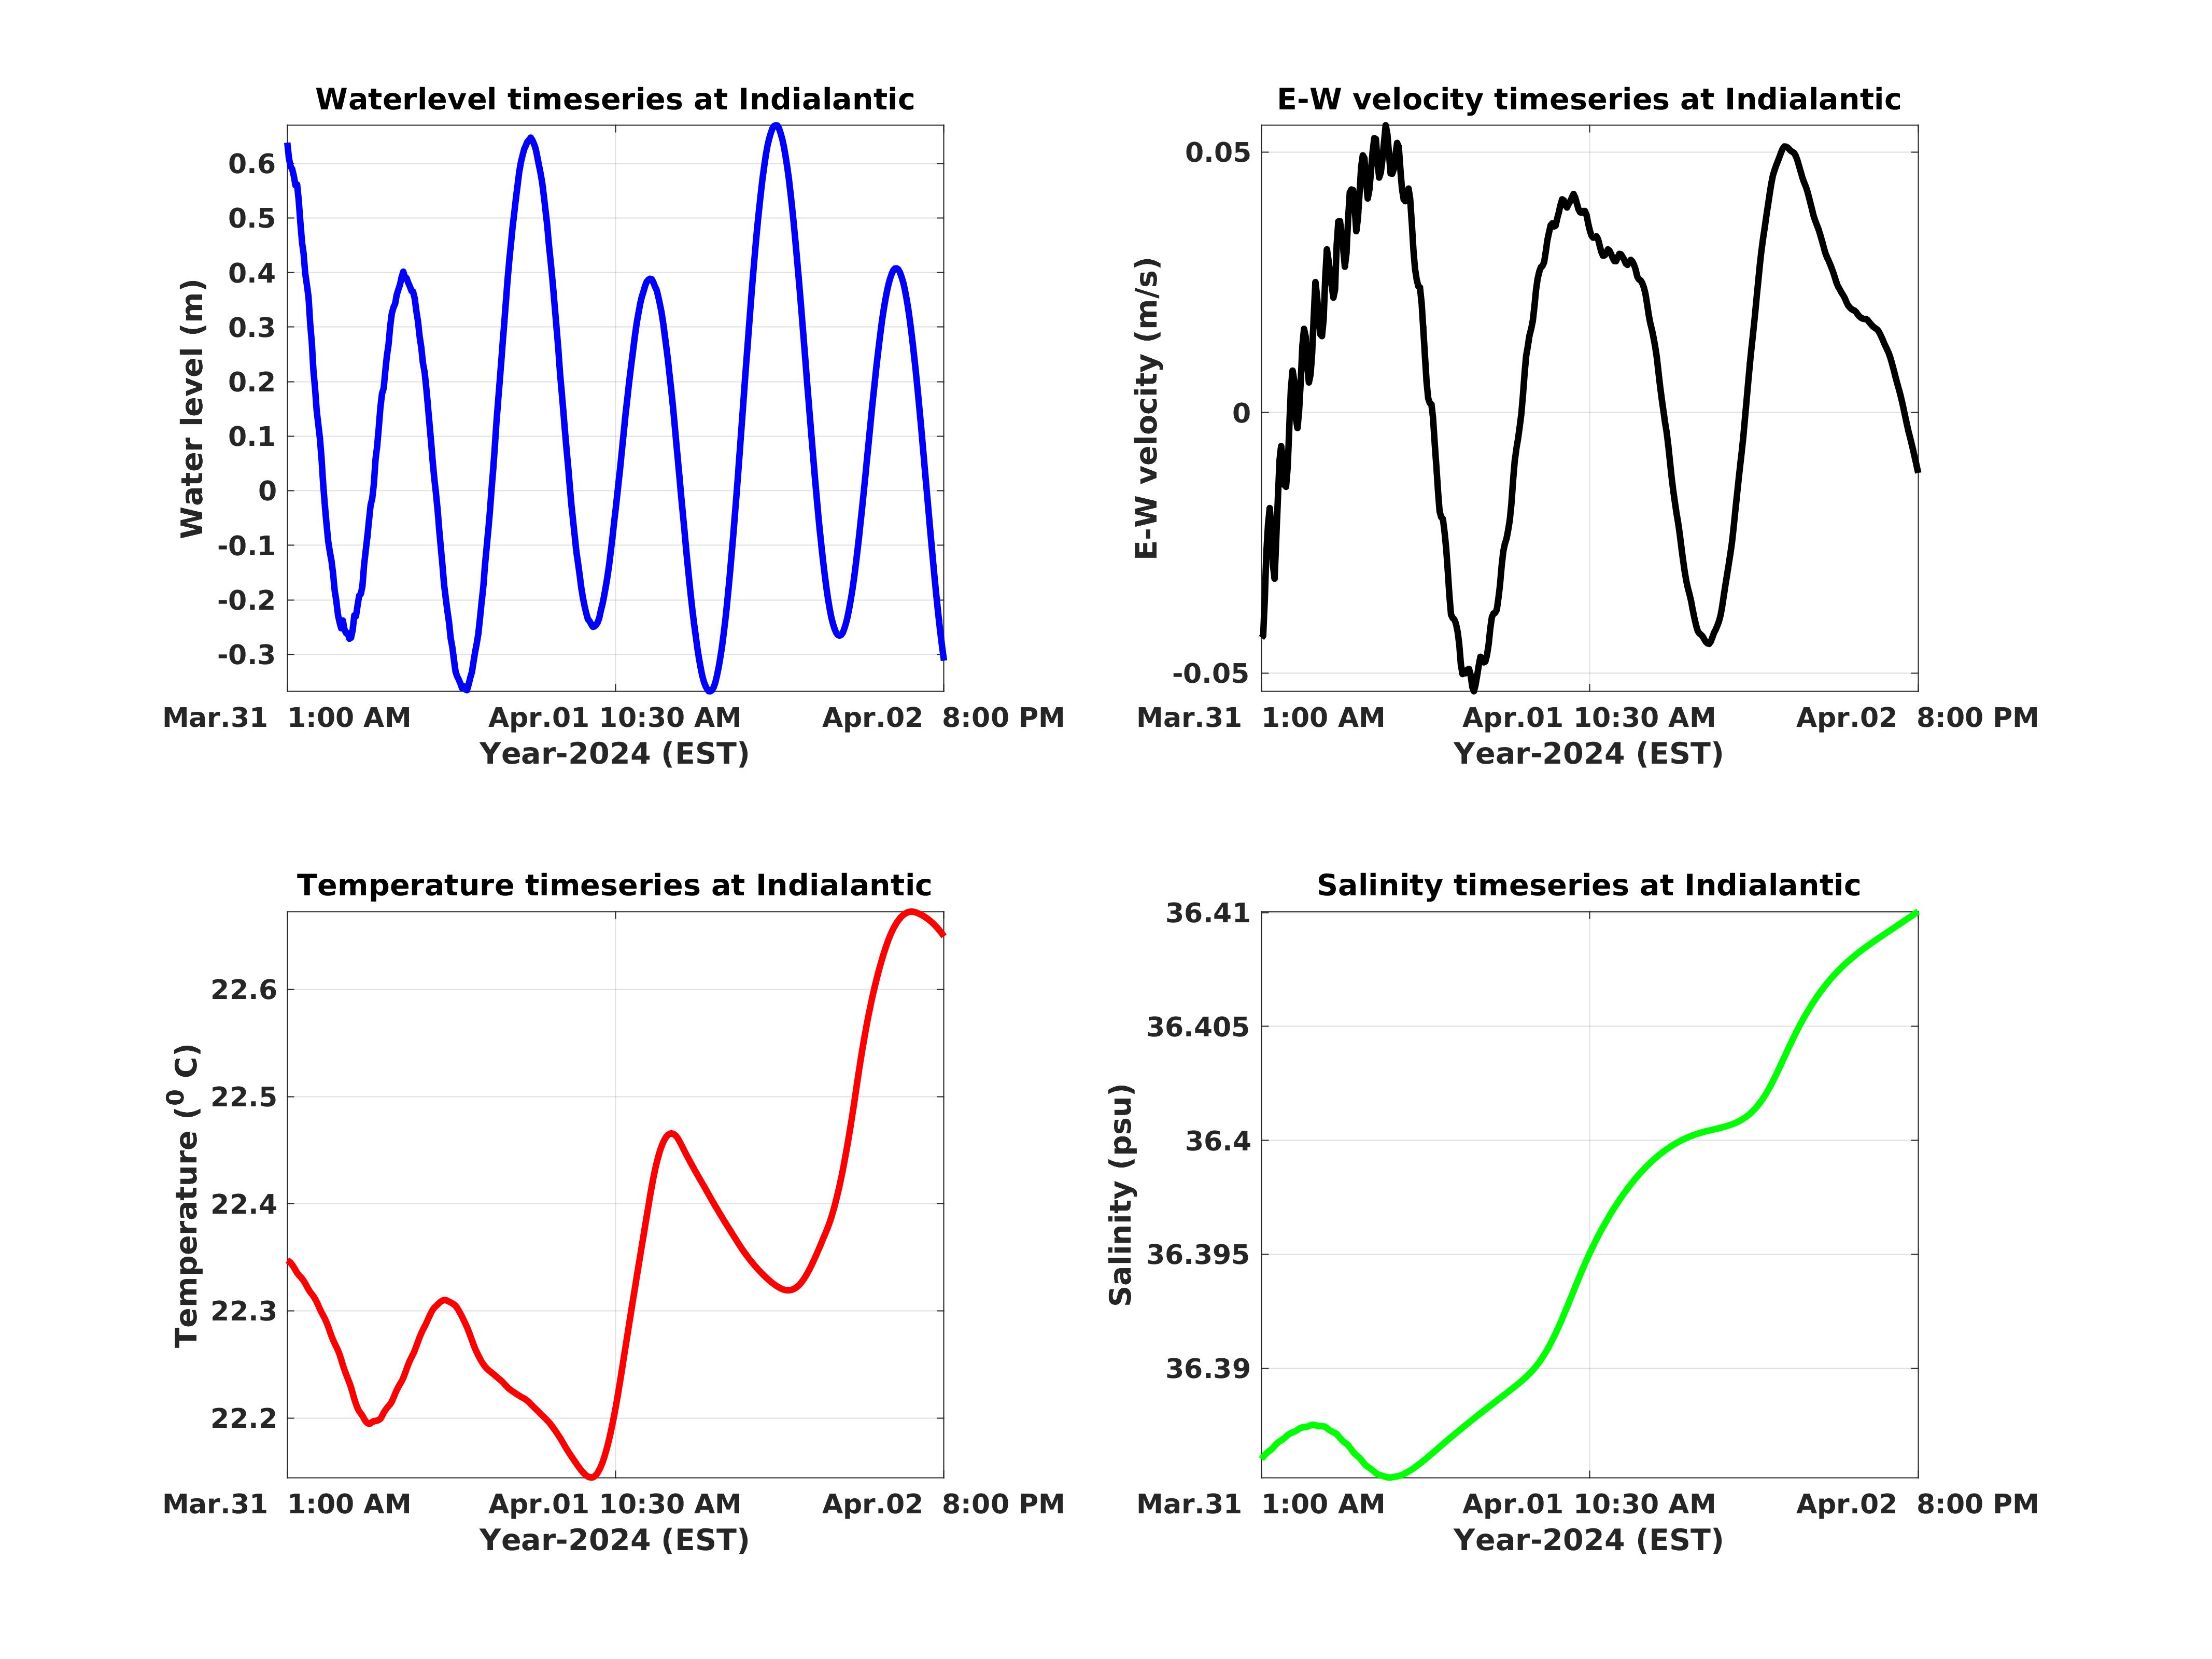 Waterlevel timeseries at Indialantic
Water level (m)
0.6
0.5
0.4
0.3
0.2
0.1
0
-0.1
-0.2
-0.3
Mar.31 1:00 AM Apr.01 10:30 AM Apr.02 8:00 PM
Year-2024 (EST)
E-W velocity timeseries at Indialantic
E-W velocity (m/s)
0.05
0
-0.05
Mar.31 1:00 AM Apr.01 10:30 AM Apr.02 8:00 PM
Year-2024 (EST)
Temperature timeseries at Indialantic
Temperature (⁰ C)
22.6
22.5
22.4
22.3
22.2
Mar.31 1:00 AM Apr.01 10:30 AM Apr.02 8:00 PM
Year-2024 (EST)
Salinity timeseries at Indialantic
Salinity (psu)
36.41
36.405
36.4
36.395
36.39
Mar.31 1:00 AM Apr.01 10:30 AM Apr.02 8:00 PM
Year-2024 (EST)